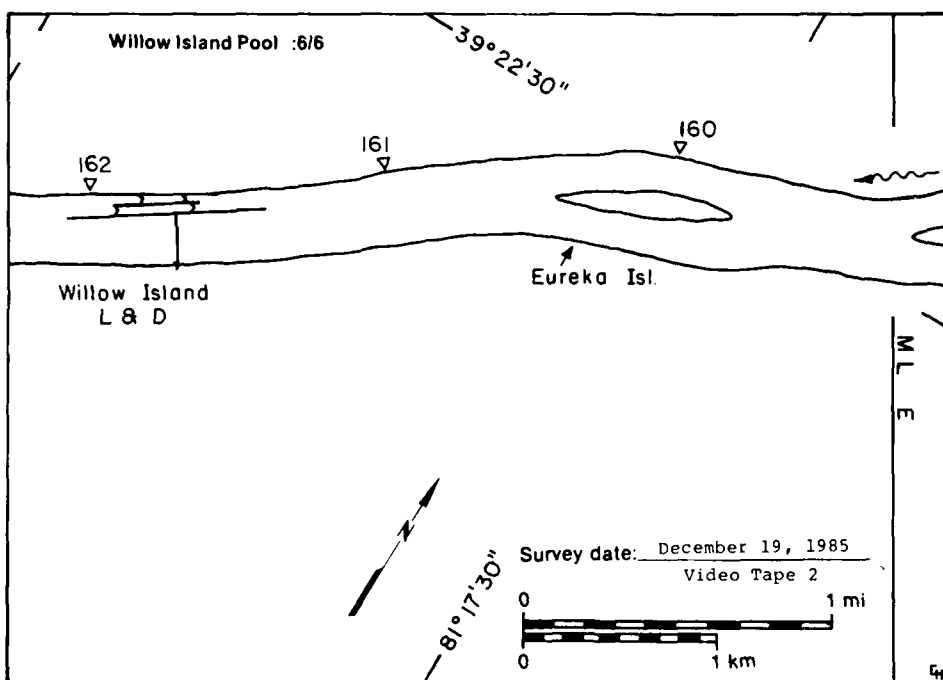 Willow Island Pool :6/6
39°22'30"
162
161
160
Willow Island
L & D
Eureka Isl.
ML E
N
81°17'30"
Survey date: December 19, 1985
Video Tape 2
0 1 mi
0 1 km